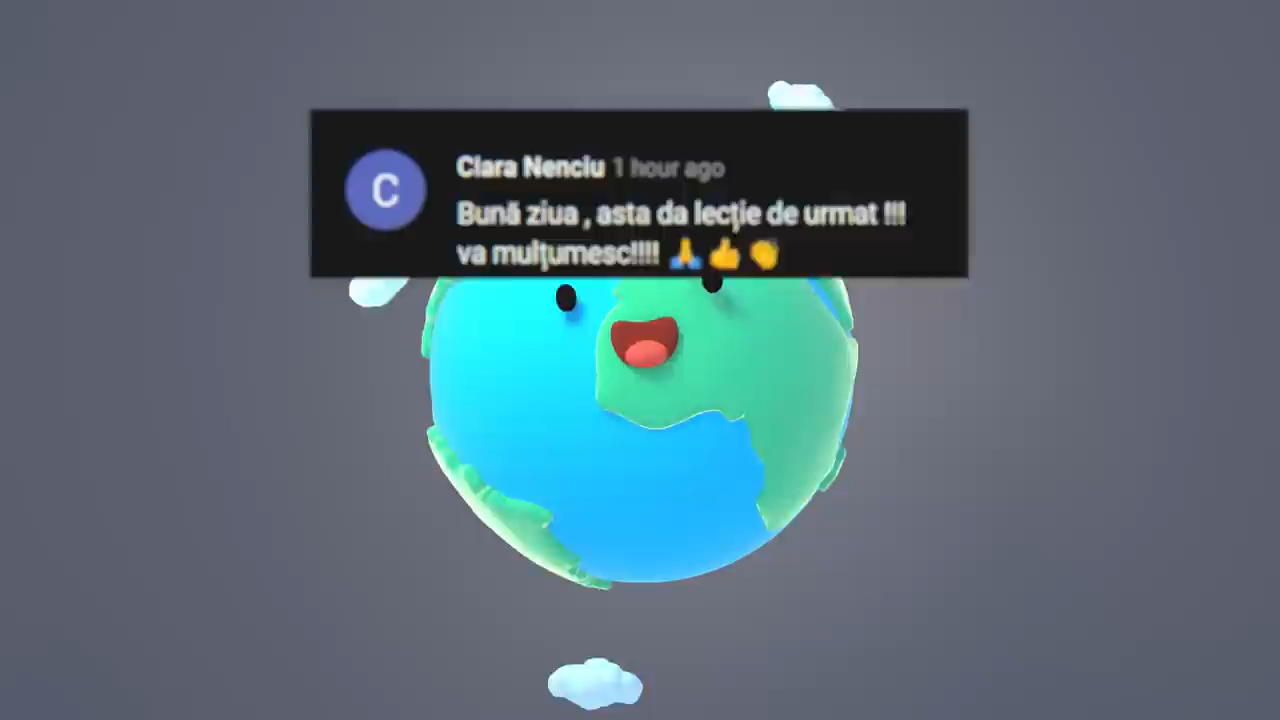 C
Clara Nenciu 1 hour ago
Bună ziua , asta da lecție de urmat !!!
va mulțumesc!!!! 🙏👍👏